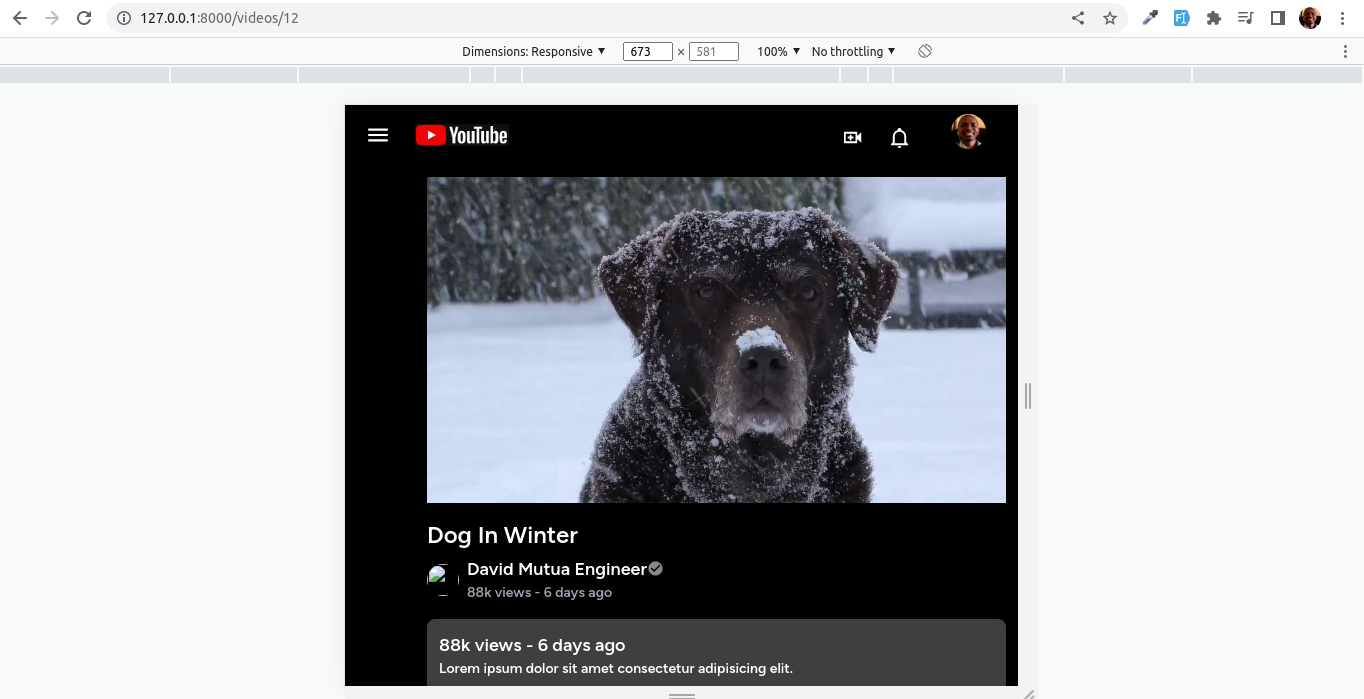 127.0.0.1:8000/videos/12
Dimensions: Responsive ▼ 673 × 581 100% ▼ No throttling ▼
YouTube
Dog In Winter
David Mutua Engineer
88k views - 6 days ago
88k views - 6 days ago
Lorem ipsum dolor sit amet consectetur adipisicing elit.